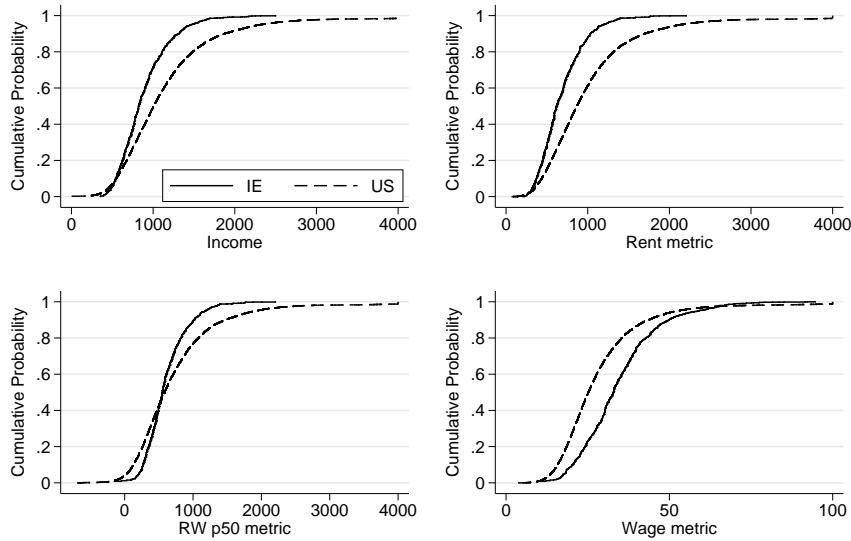 Cumulative Probability
1
.8
.6
.4
.2
0
0 1000 2000 3000 4000
Income
IE US
Cumulative Probability
1
.8
.6
.4
.2
0
0 1000 2000 3000 4000
Rent metric
Cumulative Probability
1
.8
.6
.4
.2
0
0 1000 2000 3000 4000
RW p50 metric
Cumulative Probability
1
.8
.6
.4
.2
0
0 50 100
Wage metric